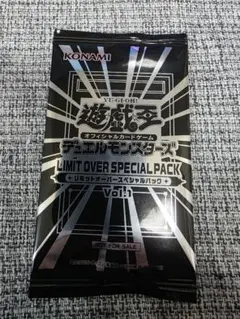 KONAMI
YU-GI-OH!
遊戯王
オフィシャルカードゲーム
デュエルモンスターズ
LIMIT OVER SPECIAL PACK
リミットオーバースペシャルパック
Vol.1
NOT FOR SALE